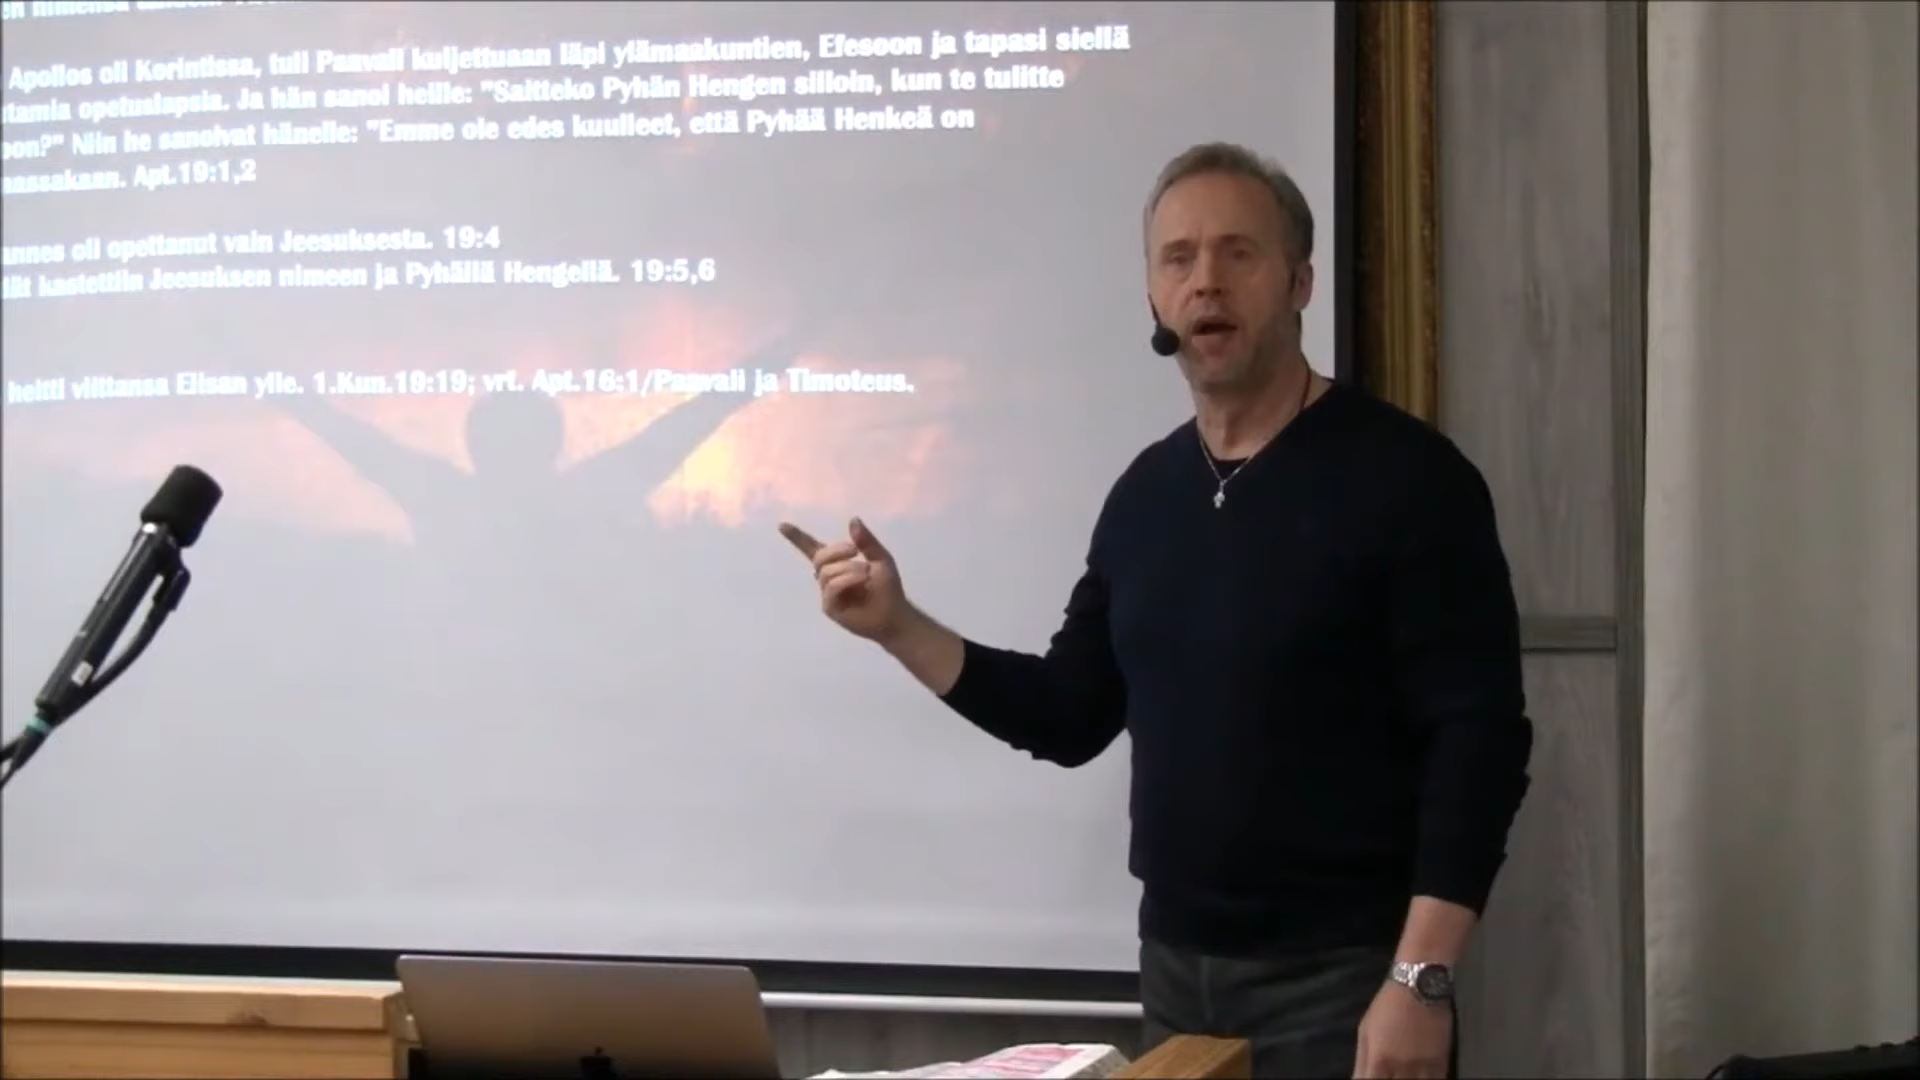 Apollos oli Korintissa, tuli Paavali kuljettuaan läpi ylämaakuntien, Efesoon ja tapasi siellä
opetuslapsia. Ja hän sanoi heille: "Saitteko Pyhän Hengen silloin, kun te tulitte
Niin he sanoivat hänelle: "Emme ole edes kuulleet, että Pyhää Henkeä on
Apt.19:1,2
oli opettanut vain Jeesuksesta. 19:4
kastettiin Jeesuksen nimeen ja Pyhällä Hengellä. 19:5,6
heitti viittansa Elisan ylle. 1.Kun.19:19; vrt. Apt.16:1/Paavali ja Timoteus.